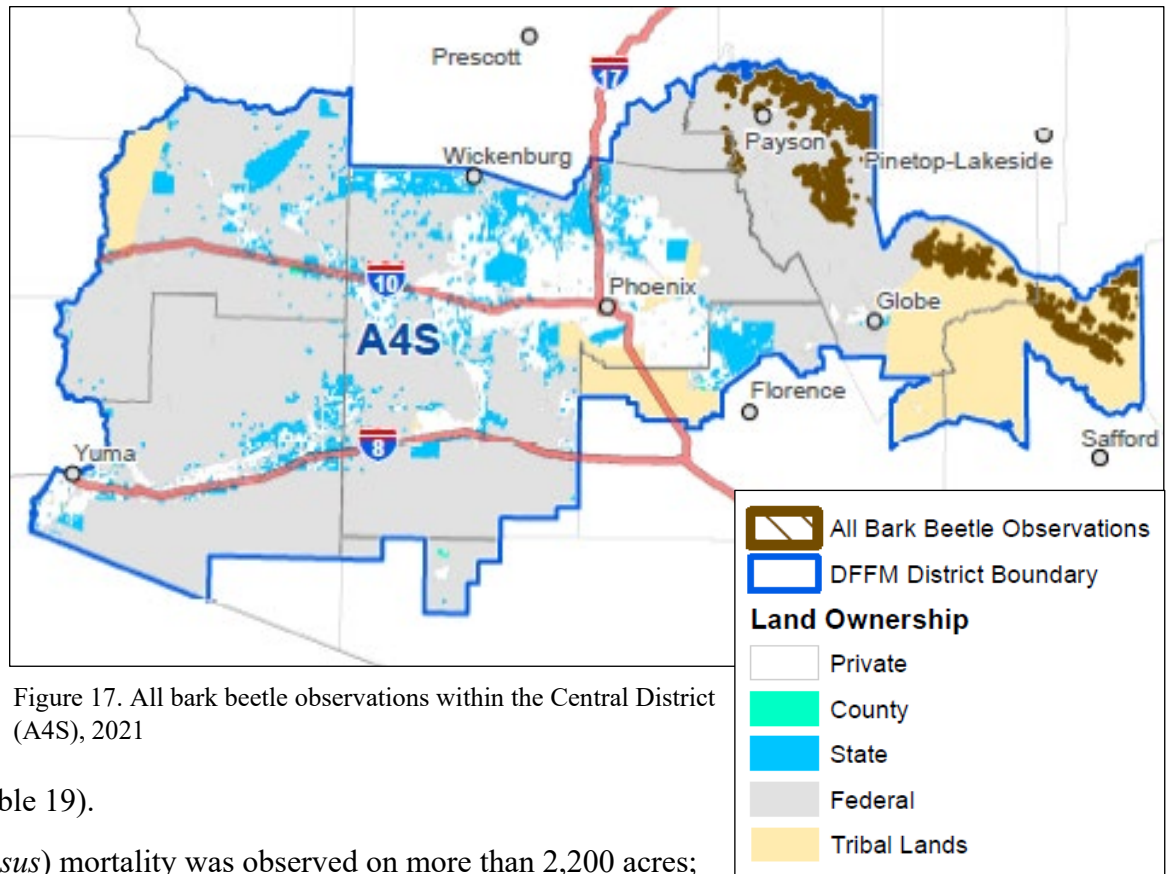 Prescott
17
Payson
Pinetop-Lakeside
Wickenburg
10
Phoenix
Globe
A4S
Florence
8
Yuma
Safford
All Bark Beetle Observations
DFFM District Boundary
Land Ownership
Private
County
State
Federal
Tribal Lands
Figure 17. All bark beetle observations within the Central District
(A4S), 2021
ble 19).
sus) mortality was observed on more than 2,200 acres;